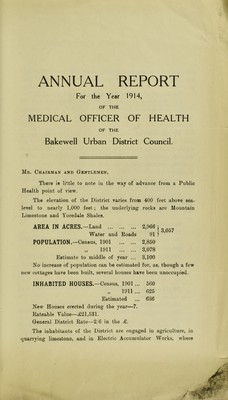 ANNUAL REPORT
For the Year 1914,
OF THE
MEDICAL OFFICER OF HEALTH
OF THE
Bakewell Urban District Council.
MR. CHAIRMAN AND GENTLEMEN,
There is little to note in the way of advance from a Public
Health point of view.
The elevation of the District varies from 400 feet above sea-
level to nearly 1,000 feet; the underlying rocks are Mountain
Limestone and Yoredale Shales.
AREA IN ACRES.—Land ... ... ... 2,966 } 3,057
Water and Roads 91
POPULATION.—Census, 1901 ... ... 2,850
„ 1911 ... ... 3,078
Estimate to middle of year ... 3,100
No increase of population can be estimated for, as, though a few
new cottages have been built, several houses have been unoccupied.
INHABITED HOUSES.—Census, 1901 ... 560
„ 1911 ... 625
Estimated ... 636
New Houses erected during the year—7.
Rateable Value—£21,531.
General District Rate—2/6 in the £.
The inhabitants of the District are engaged in agriculture, in
quarrying limestone, and in Electric Accumulator Works, where